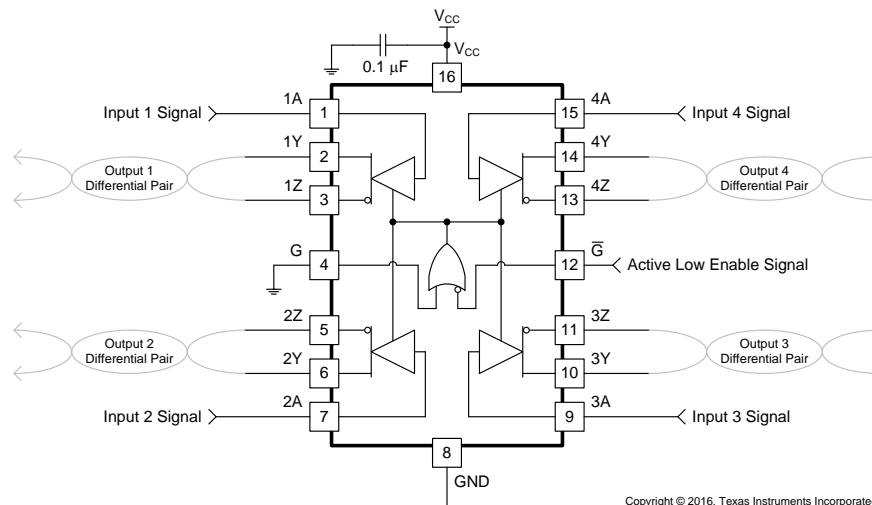 VCC
VCC
0.1 μF
16
Input 1 Signal
1A
1
4A
15
Input 4 Signal
1Y
2
4Y
14
Output 1
Differential Pair
Output 4
Differential Pair
1Z
3
4Z
13
G
4
G̅
12
Active Low Enable Signal
2Z
5
3Z
11
Output 2
Differential Pair
Output 3
Differential Pair
2Y
6
3Y
10
Input 2 Signal
2A
7
3A
9
Input 3 Signal
8
GND
Copyright © 2016, Texas Instruments Incorporated